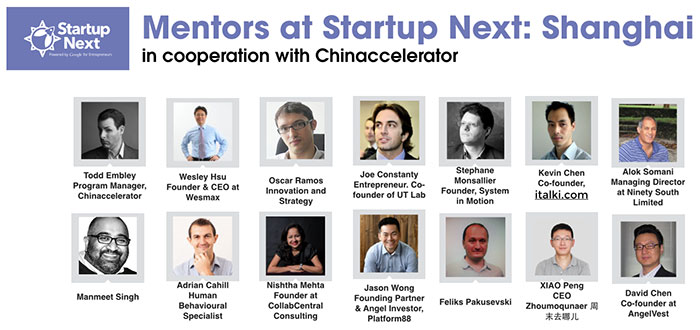 Startup
Next
Powered by Google for Entrepreneurs
Mentors at Startup Next: Shanghai
in cooperation with Chinaccelerator
Todd Embley
Program Manager,
Chinaccelerator
Wesley Hsu
Founder & CEO at
Wesmax
Oscar Ramos
Innovation and
Strategy
Joe Constanty
Entrepreneur. Co-
founder of UT Lab
Stephane
Monsallier
Founder, System
in Motion
Kevin Chen
Co-founder,
italki.com
Alok Somani
Managing Director
at Ninety South
Limited
Manmeet Singh
Adrian Cahill
Human
Behavioural
Specialist
Nishtha Mehta
Founder at
CollabCentral
Consulting
Jason Wong
Founding Partner
& Angel Investor,
Platform88
Feliks Pakusevski
XIAO Peng
CEO
Zhoumoqunaer 周
末去哪儿
David Chen
Co-founder at
AngelVest